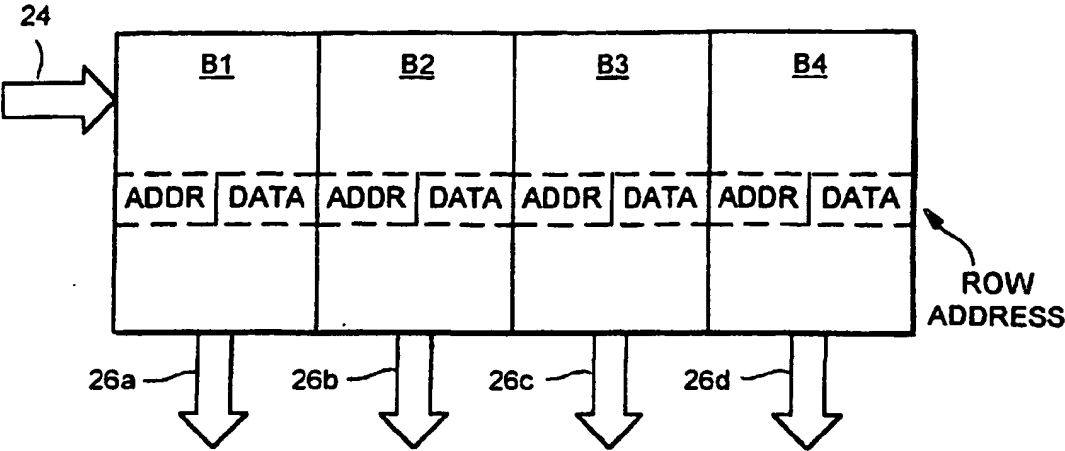 24
B1 B2 B3 B4
ADDR DATA ADDR DATA ADDR DATA ADDR DATA
ROW
ADDRESS
26a 26b 26c 26d